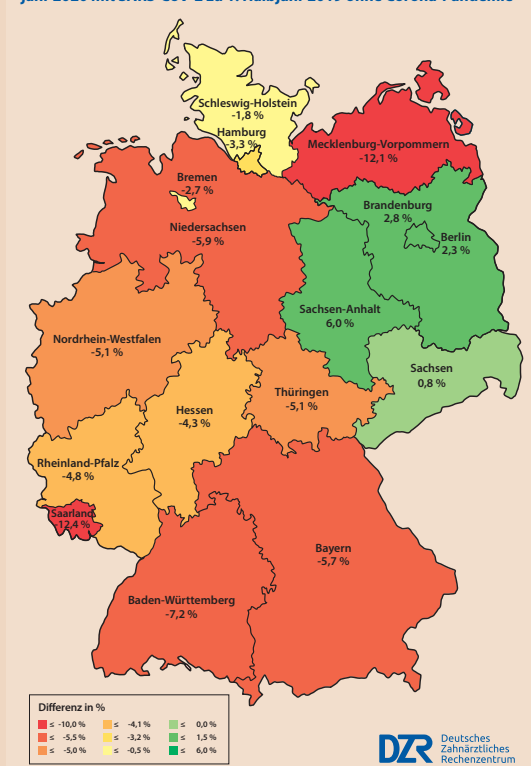 Schleswig-Holstein
-1,8 %
Hamburg
-3,3 %
Mecklenburg-Vorpommern
-12,1 %
Bremen
-2,7 %
Niedersachsen
-5,9 %
Brandenburg
2,8 %
Berlin
2,3 %
Sachsen-Anhalt
6,0 %
Nordrhein-Westfalen
-5,1 %
Sachsen
0,8 %
Thüringen
-5,1 %
Hessen
-4,3 %
Rheinland-Pfalz
-4,8 %
Saarland
-12,4 %
Bayern
-5,7 %
Baden-Württemberg
-7,2 %
Differenz in %
≤ -10,0 % ≤ -4,1 % ≤ 0,0 %
≤ -5,5 % ≤ -3,2 % ≤ 1,5 %
≤ -5,0 % ≤ -0,5 % ≤ 6,0 %
DZR Deutsches
Zahnärztliches
Rechenzentrum